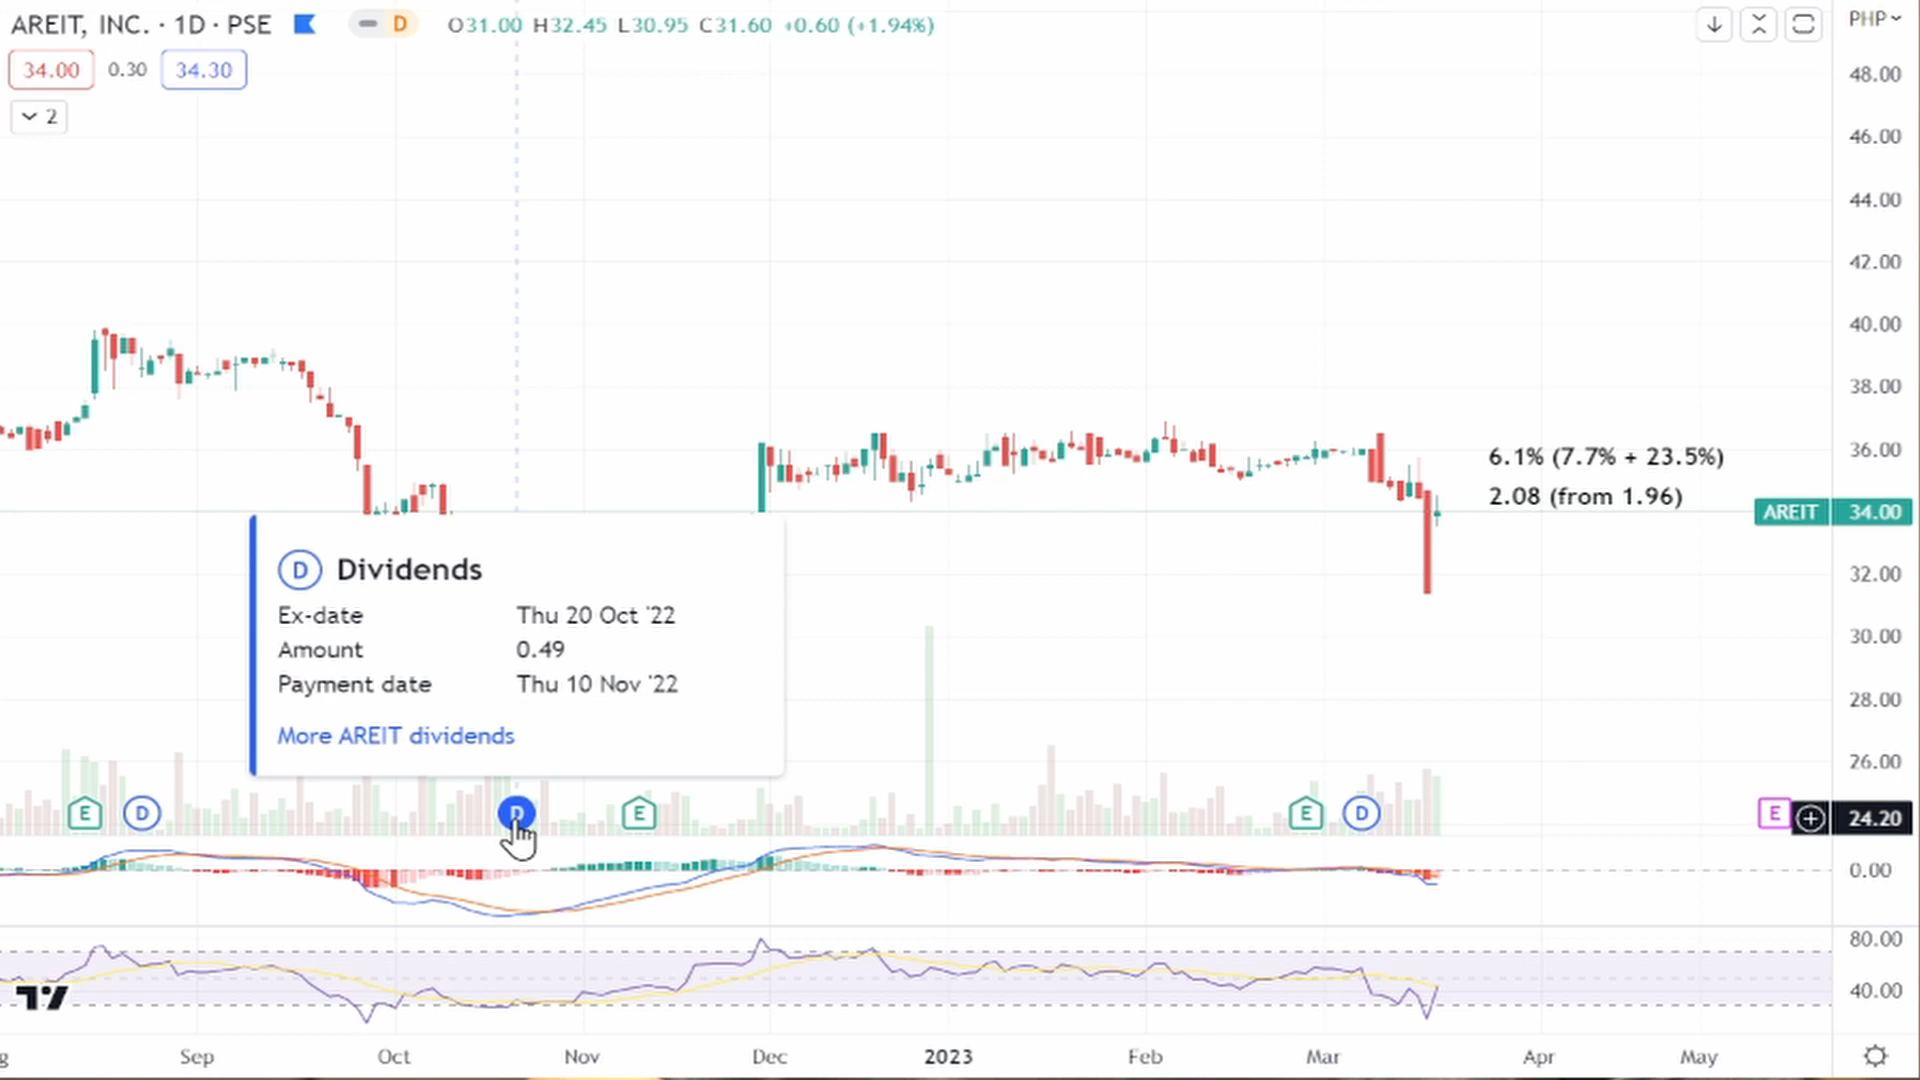 AREIT, INC. · 1D · PSE D O31.00 H32.45 L30.95 C31.60 +0.60 (+1.94%)
PHP
34.00 0.30 34.30
2
48.00
46.00
44.00
42.00
40.00
38.00
36.00
6.1% (7.7% + 23.5%)
2.08 (from 1.96)
AREIT 34.00
32.00
30.00
28.00
26.00
D Dividends
Ex-date Thu 20 Oct '22
Amount 0.49
Payment date Thu 10 Nov '22
More AREIT dividends
E D D E E D E 24.20
0.00
80.00
40.00
Sep Oct Nov Dec 2023 Feb Mar Apr May